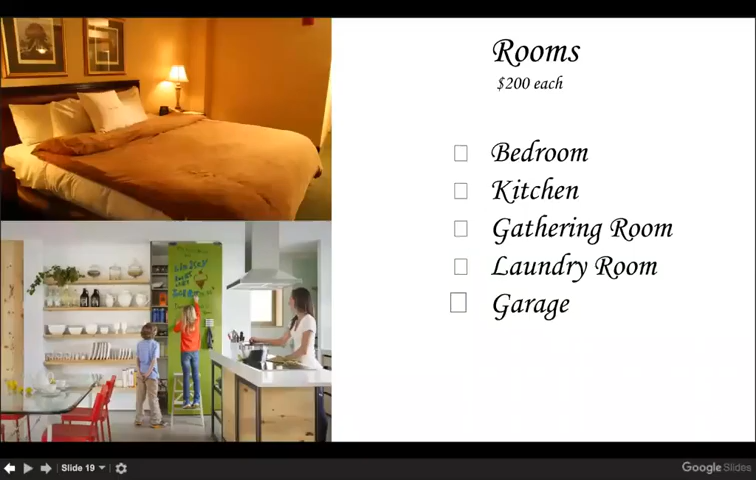 Rooms
$200 each
Bedroom
Kitchen
Gathering Room
Laundry Room
Garage
Slide 19
Google Slides